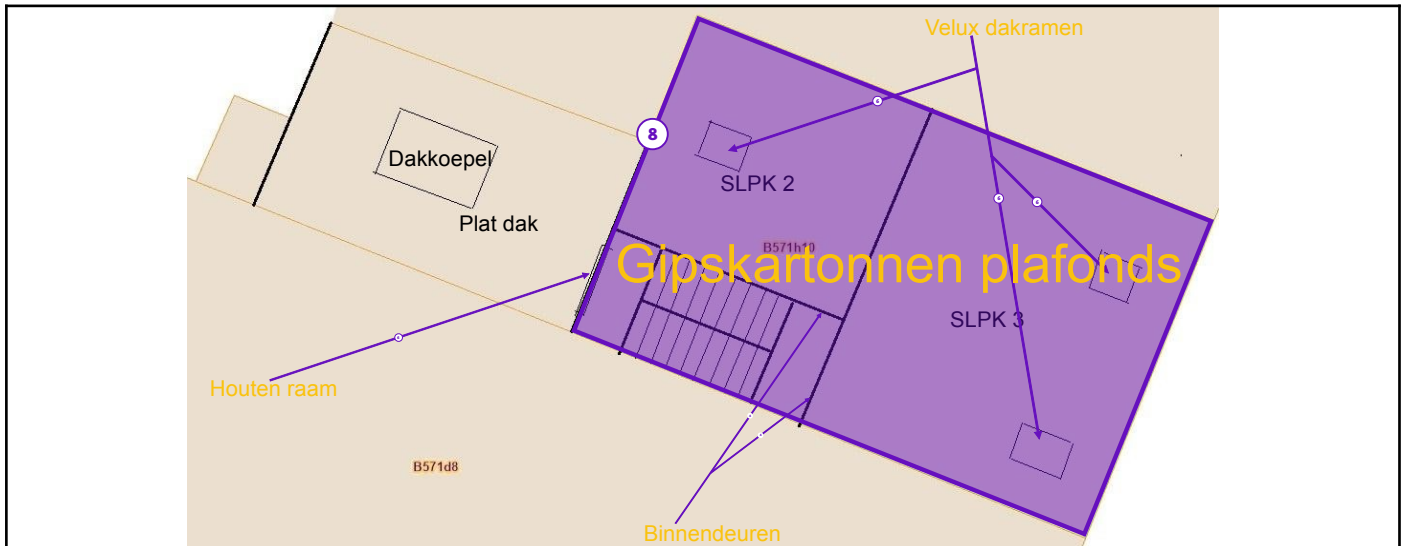 Velux dakramen
8
Dakkoepel
SLPK 2
Plat dak
B571h10
Gipskartonnen plafonds
SLPK 3
Houten raam
B571d8
Binnendeuren